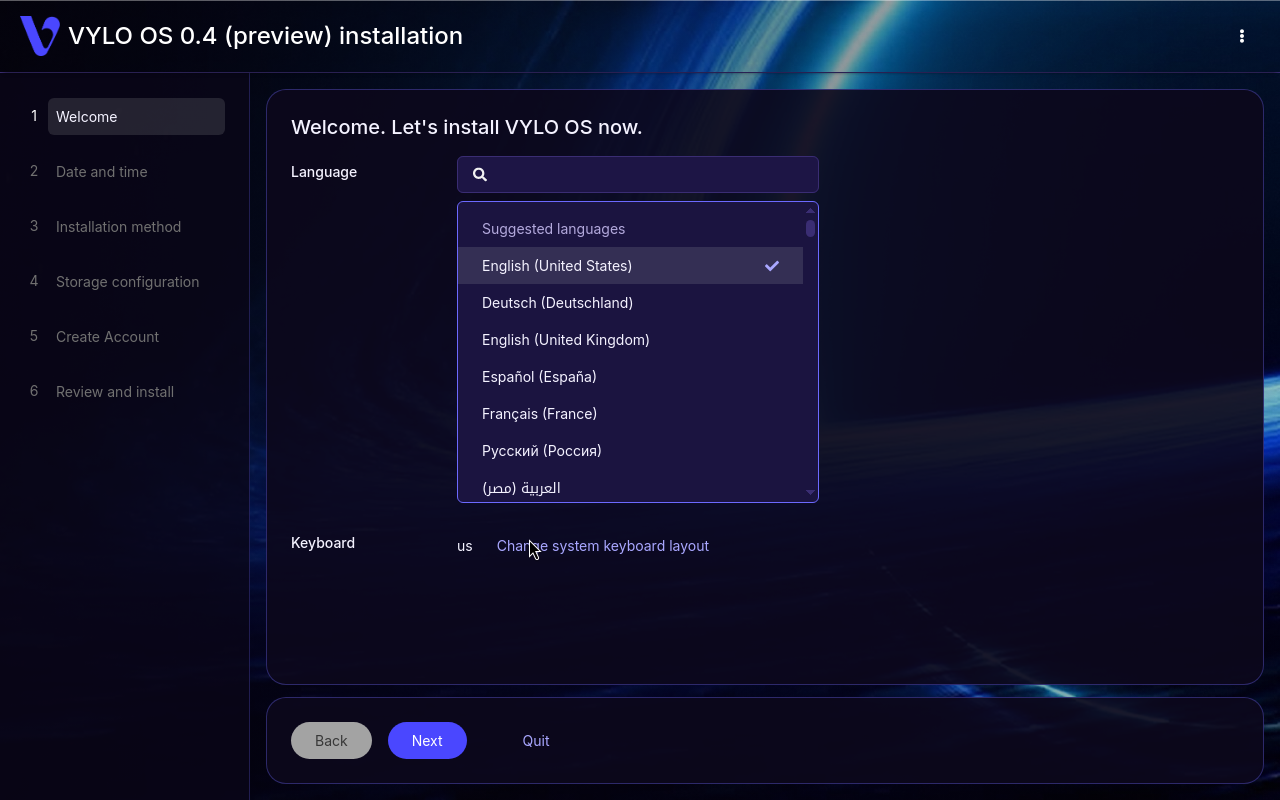 VYLO OS 0.4 (preview) installation
1 Welcome
2 Date and time
3 Installation method
4 Storage configuration
5 Create Account
6 Review and install
Welcome. Let's install VYLO OS now.
Language
Suggested languages
English (United States)
Deutsch (Deutschland)
English (United Kingdom)
Español (España)
Français (France)
Русский (Россия)
العربية (مصر)
Keyboard
us Change system keyboard layout
Back Next Quit